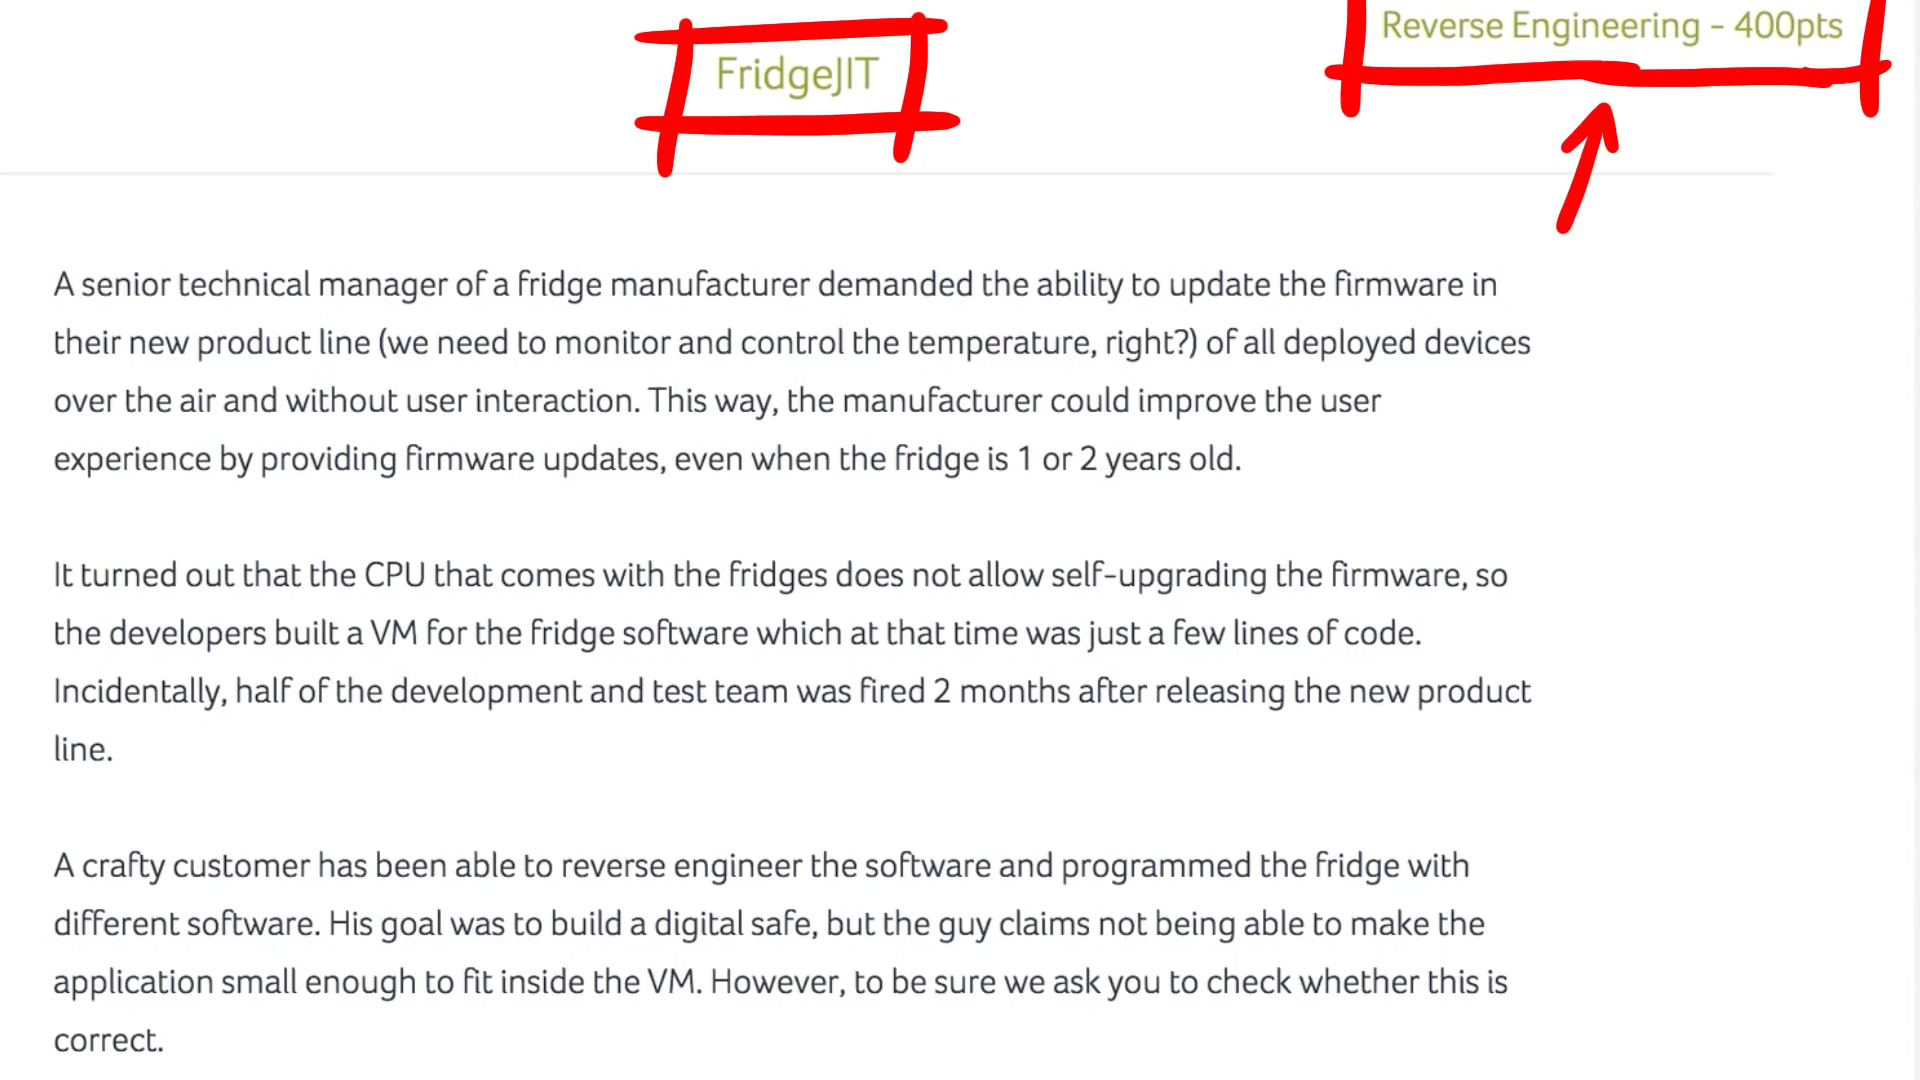 FridgeJIT
Reverse Engineering - 400pts
A senior technical manager of a fridge manufacturer demanded the ability to update the firmware in
their new product line (we need to monitor and control the temperature, right?) of all deployed devices
over the air and without user interaction. This way, the manufacturer could improve the user
experience by providing firmware updates, even when the fridge is 1 or 2 years old.
It turned out that the CPU that comes with the fridges does not allow self-upgrading the firmware, so
the developers built a VM for the fridge software which at that time was just a few lines of code.
Incidentally, half of the development and test team was fired 2 months after releasing the new product
line.
A crafty customer has been able to reverse engineer the software and programmed the fridge with
different software. His goal was to build a digital safe, but the guy claims not being able to make the
application small enough to fit inside the VM. However, to be sure we ask you to check whether this is
correct.